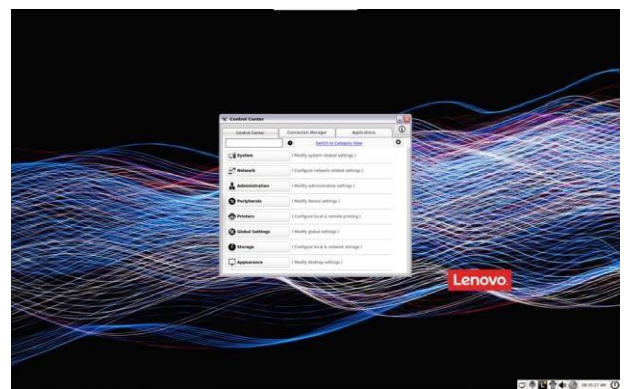 Control Center
Control Center Connection Manager Applications
Switch to Category View
System [ Modify system related settings ]
Network [ Configure network related settings ]
Administration [ Modify administration settings ]
Peripherals [ Modify device settings ]
Printers [ Configure local & remote printing ]
Global Settings [ Modify global settings ]
Storage [ Configure local & network storage ]
Appearance [ Modify desktop settings ]
Lenovo